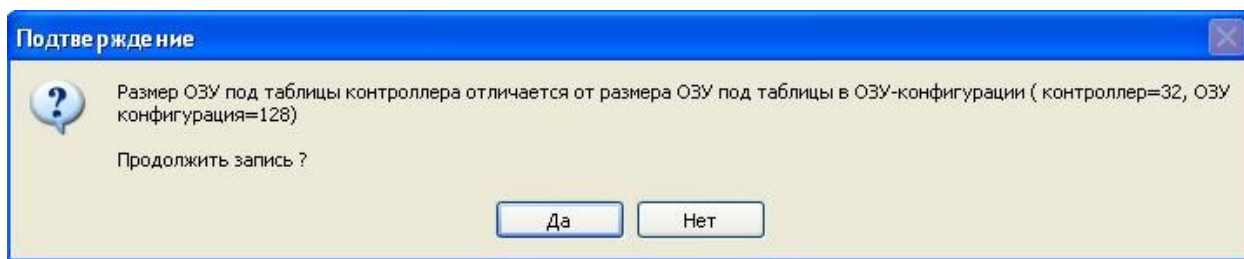 Подтверждение
Размер ОЗУ под таблицы контроллера отличается от размера ОЗУ под таблицы в ОЗУ-конфигурации ( контроллер=32, ОЗУ
конфигурация=128)
Продолжить запись ?
Да Нет